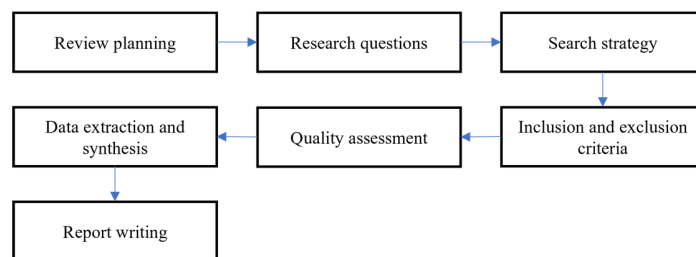 Review planning
Research questions
Search strategy
Data extraction and
synthesis
Quality assessment
Inclusion and exclusion
criteria
Report writing